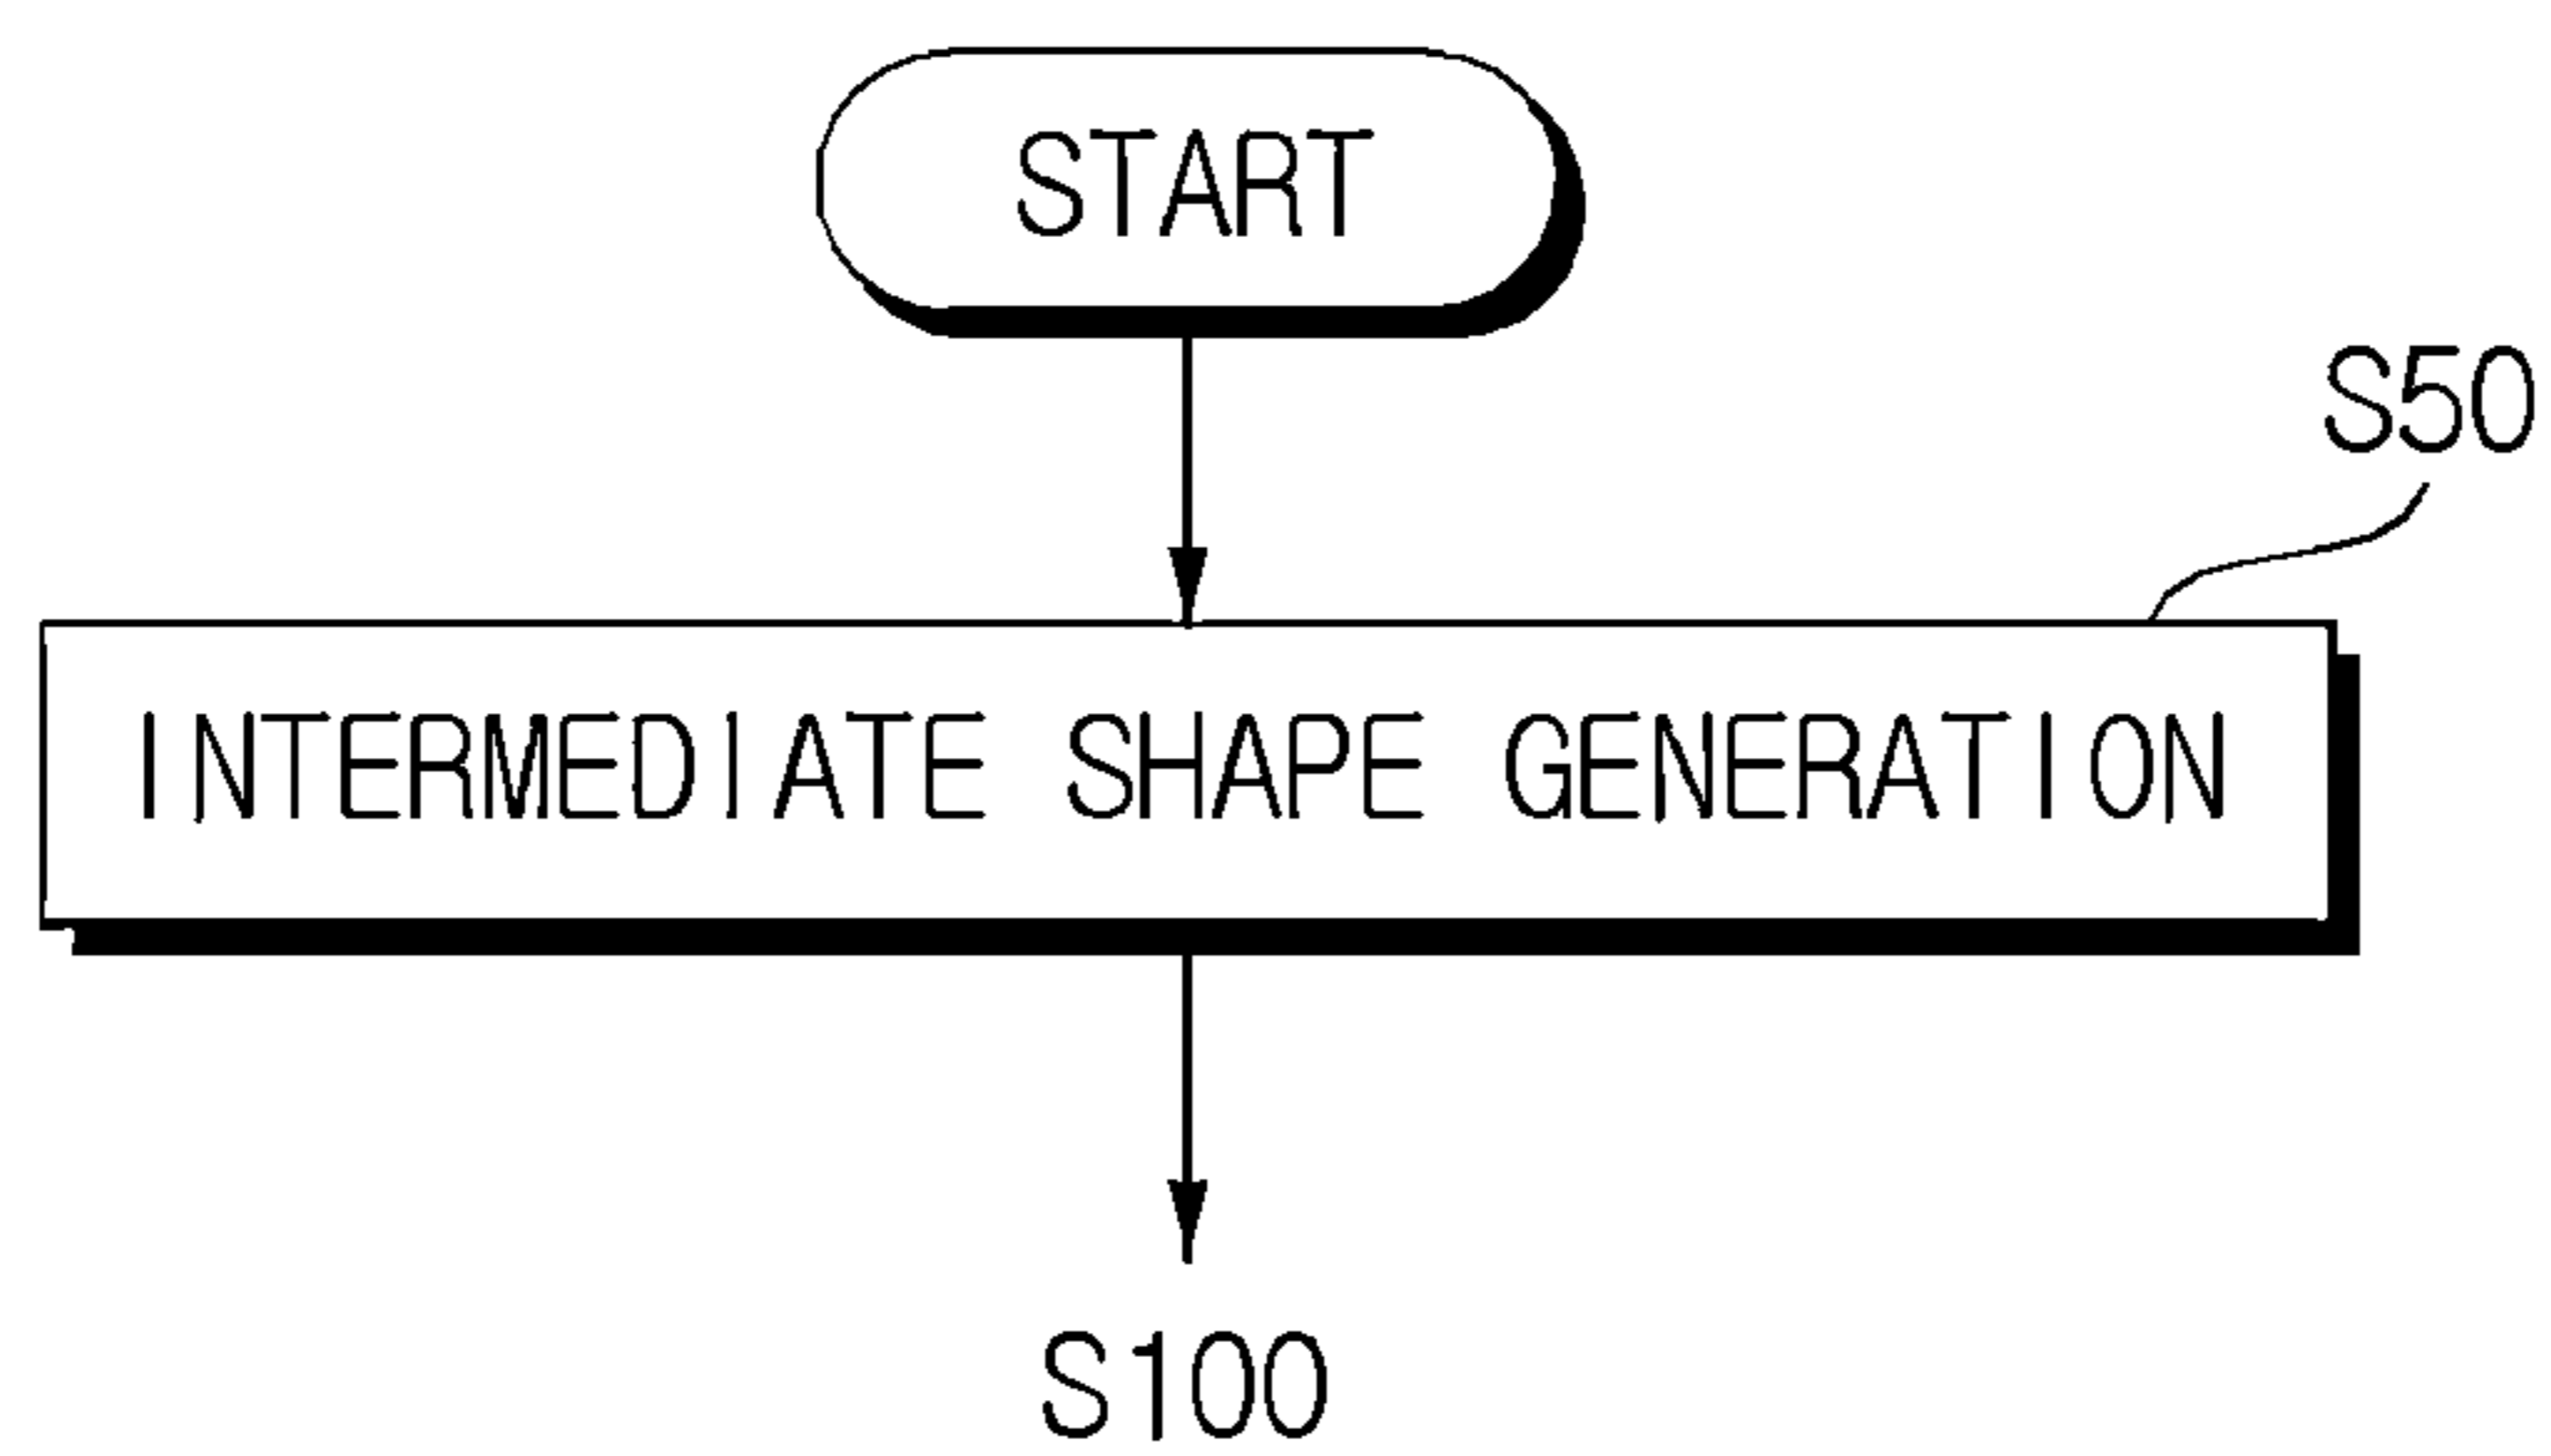 START
S50
INTERMEDIATE SHAPE GENERATION
S100